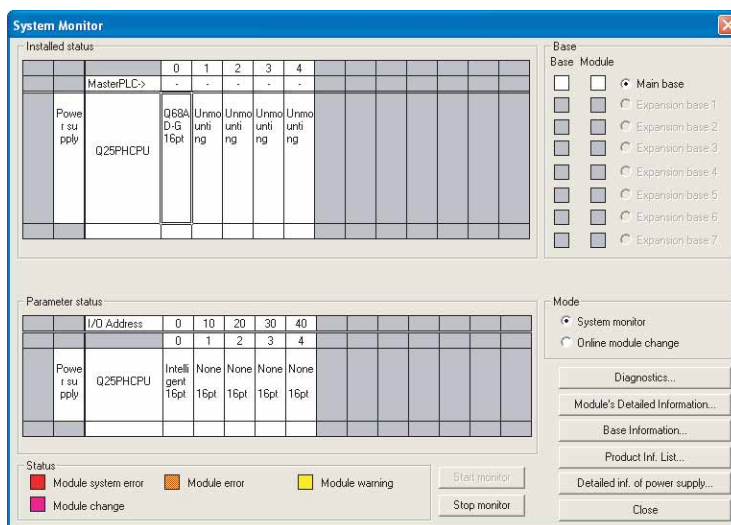 System Monitor
Installed status
0 1 2 3 4
MasterPLC-> - - - - -
Powe
r su
pply
Q25PHCPU
Q68A
D-G
16pt
Unmo
unti
ng
Unmo
unti
ng
Unmo
unti
ng
Unmo
unti
ng
Base
Base Module
Main base
Expansion base 1
Expansion base 2
Expansion base 3
Expansion base 4
Expansion base 5
Expansion base 6
Expansion base 7
Parameter status
I/O Address 0 10 20 30 40
0 1 2 3 4
Powe
r su
pply
Q25PHCPU
Intelli
gent
16pt
None
16pt
None
16pt
None
16pt
None
16pt
Mode
System monitor
Online module change
Diagnostics...
Module's Detailed Information...
Base Information...
Product Inf. List...
Detailed inf. of power supply...
Close
Status
Module system error
Module error
Module warning
Module change
Start monitor
Stop monitor